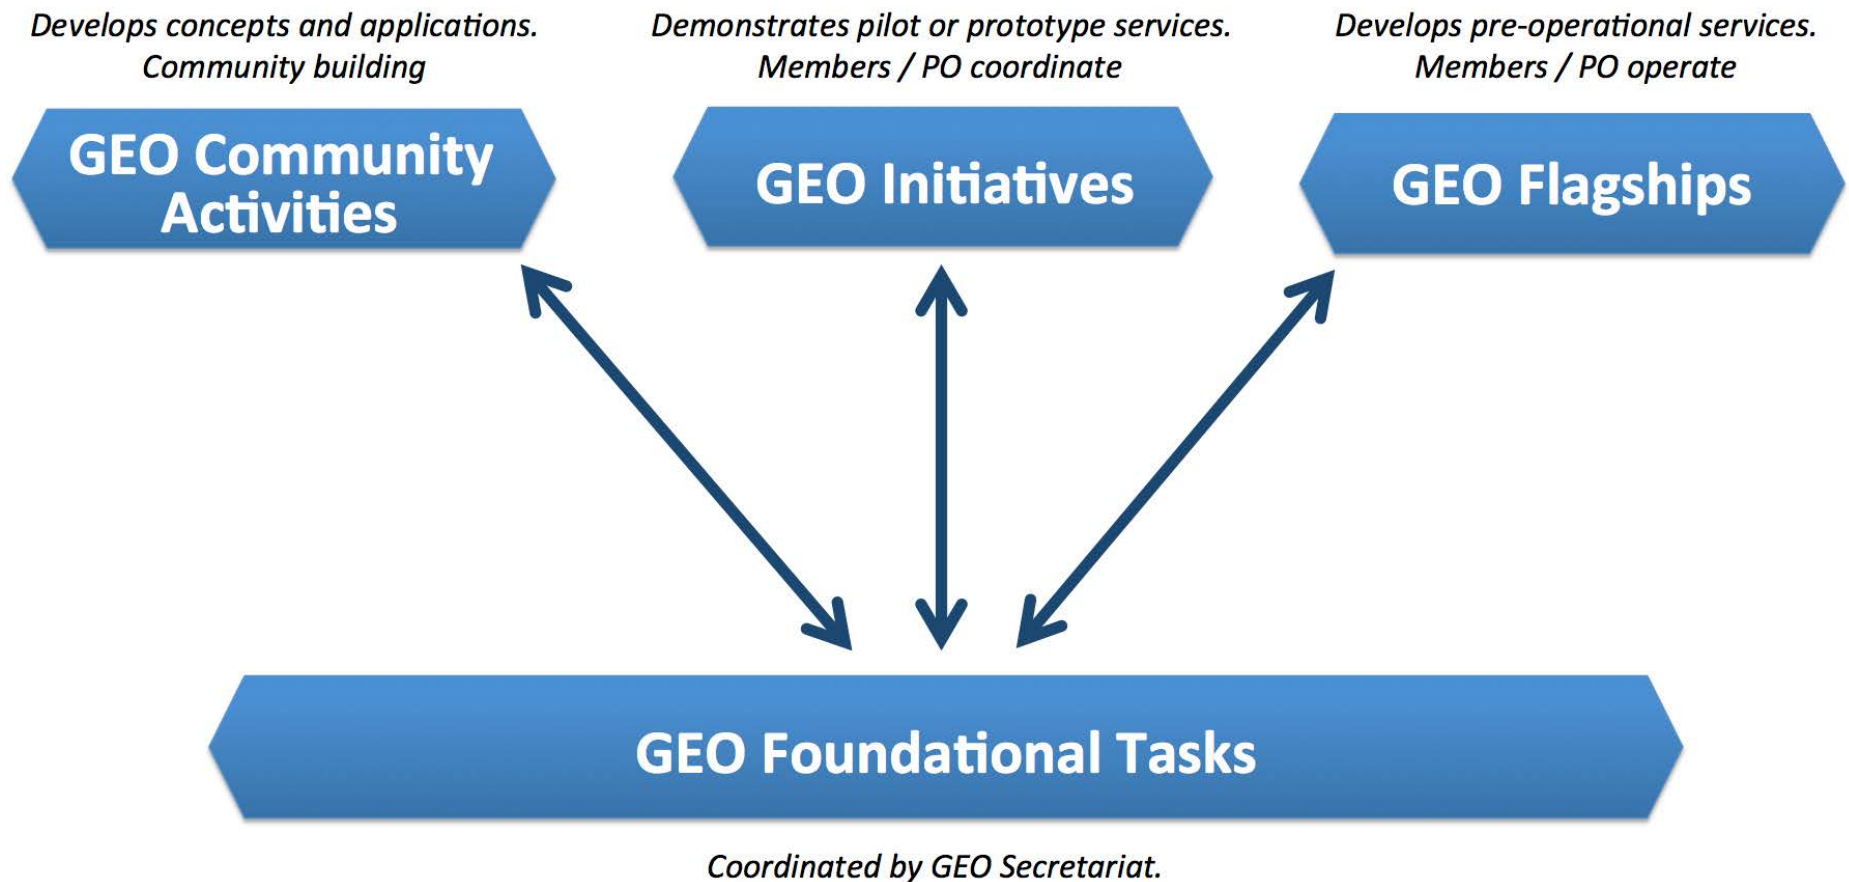 Develops concepts and applications.
Community building
GEO Community
Activities
Demonstrates pilot or prototype services.
Members / PO coordinate
GEO Initiatives
Develops pre-operational services.
Members / PO operate
GEO Flagships
GEO Foundational Tasks
Coordinated by GEO Secretariat.